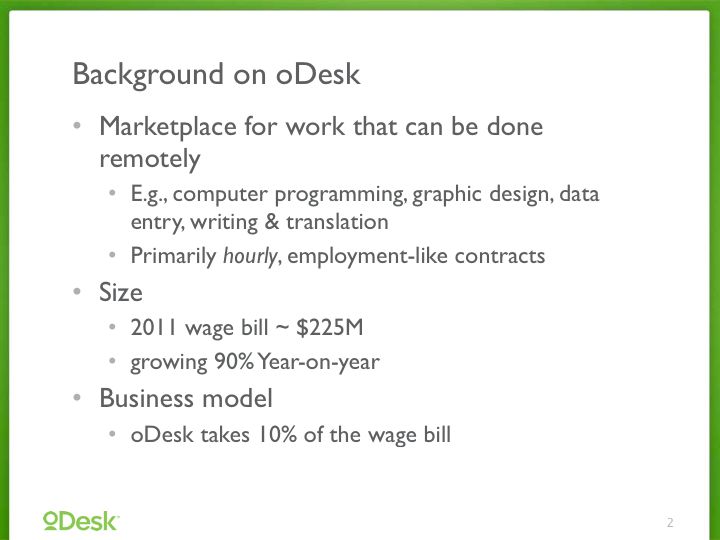 Background on oDesk
• Marketplace for work that can be done
remotely
• E.g., computer programming, graphic design, data
entry, writing & translation
• Primarily hourly, employment-like contracts
• Size
• 2011 wage bill ~ $225M
• growing 90% Year-on-year
• Business model
• oDesk takes 10% of the wage bill
oDesk™
2